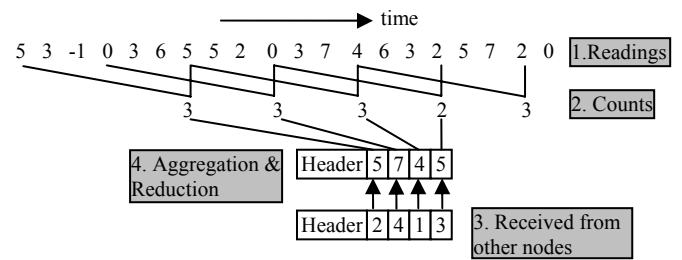 time
5 3 -1 0 3 6 5 5 2 0 3 7 4 6 3 2 5 7 2 0 1.Readings
3 3 3 2 3 2. Counts
4. Aggregation & Header 5 7 4 5
Reduction
Header 2 4 1 3 3. Received from
other nodes